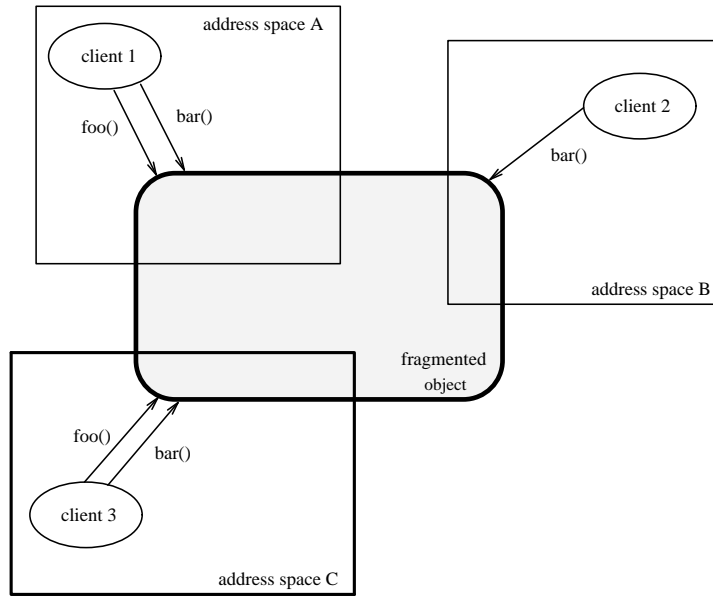 address space A
client 1
client 2
foo()
bar()
bar()
address space B
fragmented
object
foo()
bar()
client 3
address space C